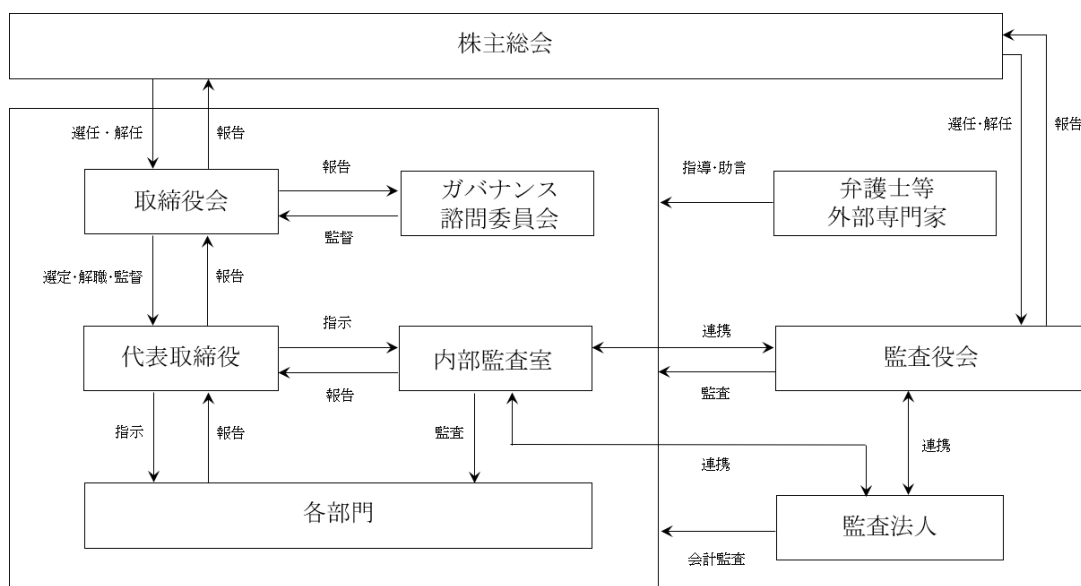 株主総会
選任・解任
報告
選任・解任
報告
取締役会
報告
監督
ガバナンス
諮問委員会
指導・助言
弁護士等
外部専門家
選定・解職・監督
報告
代表取締役
指示
報告
内部監査室
連携
監査
監査役会
指示
報告
監査
連携
連携
各部門
監査法人
会計監査